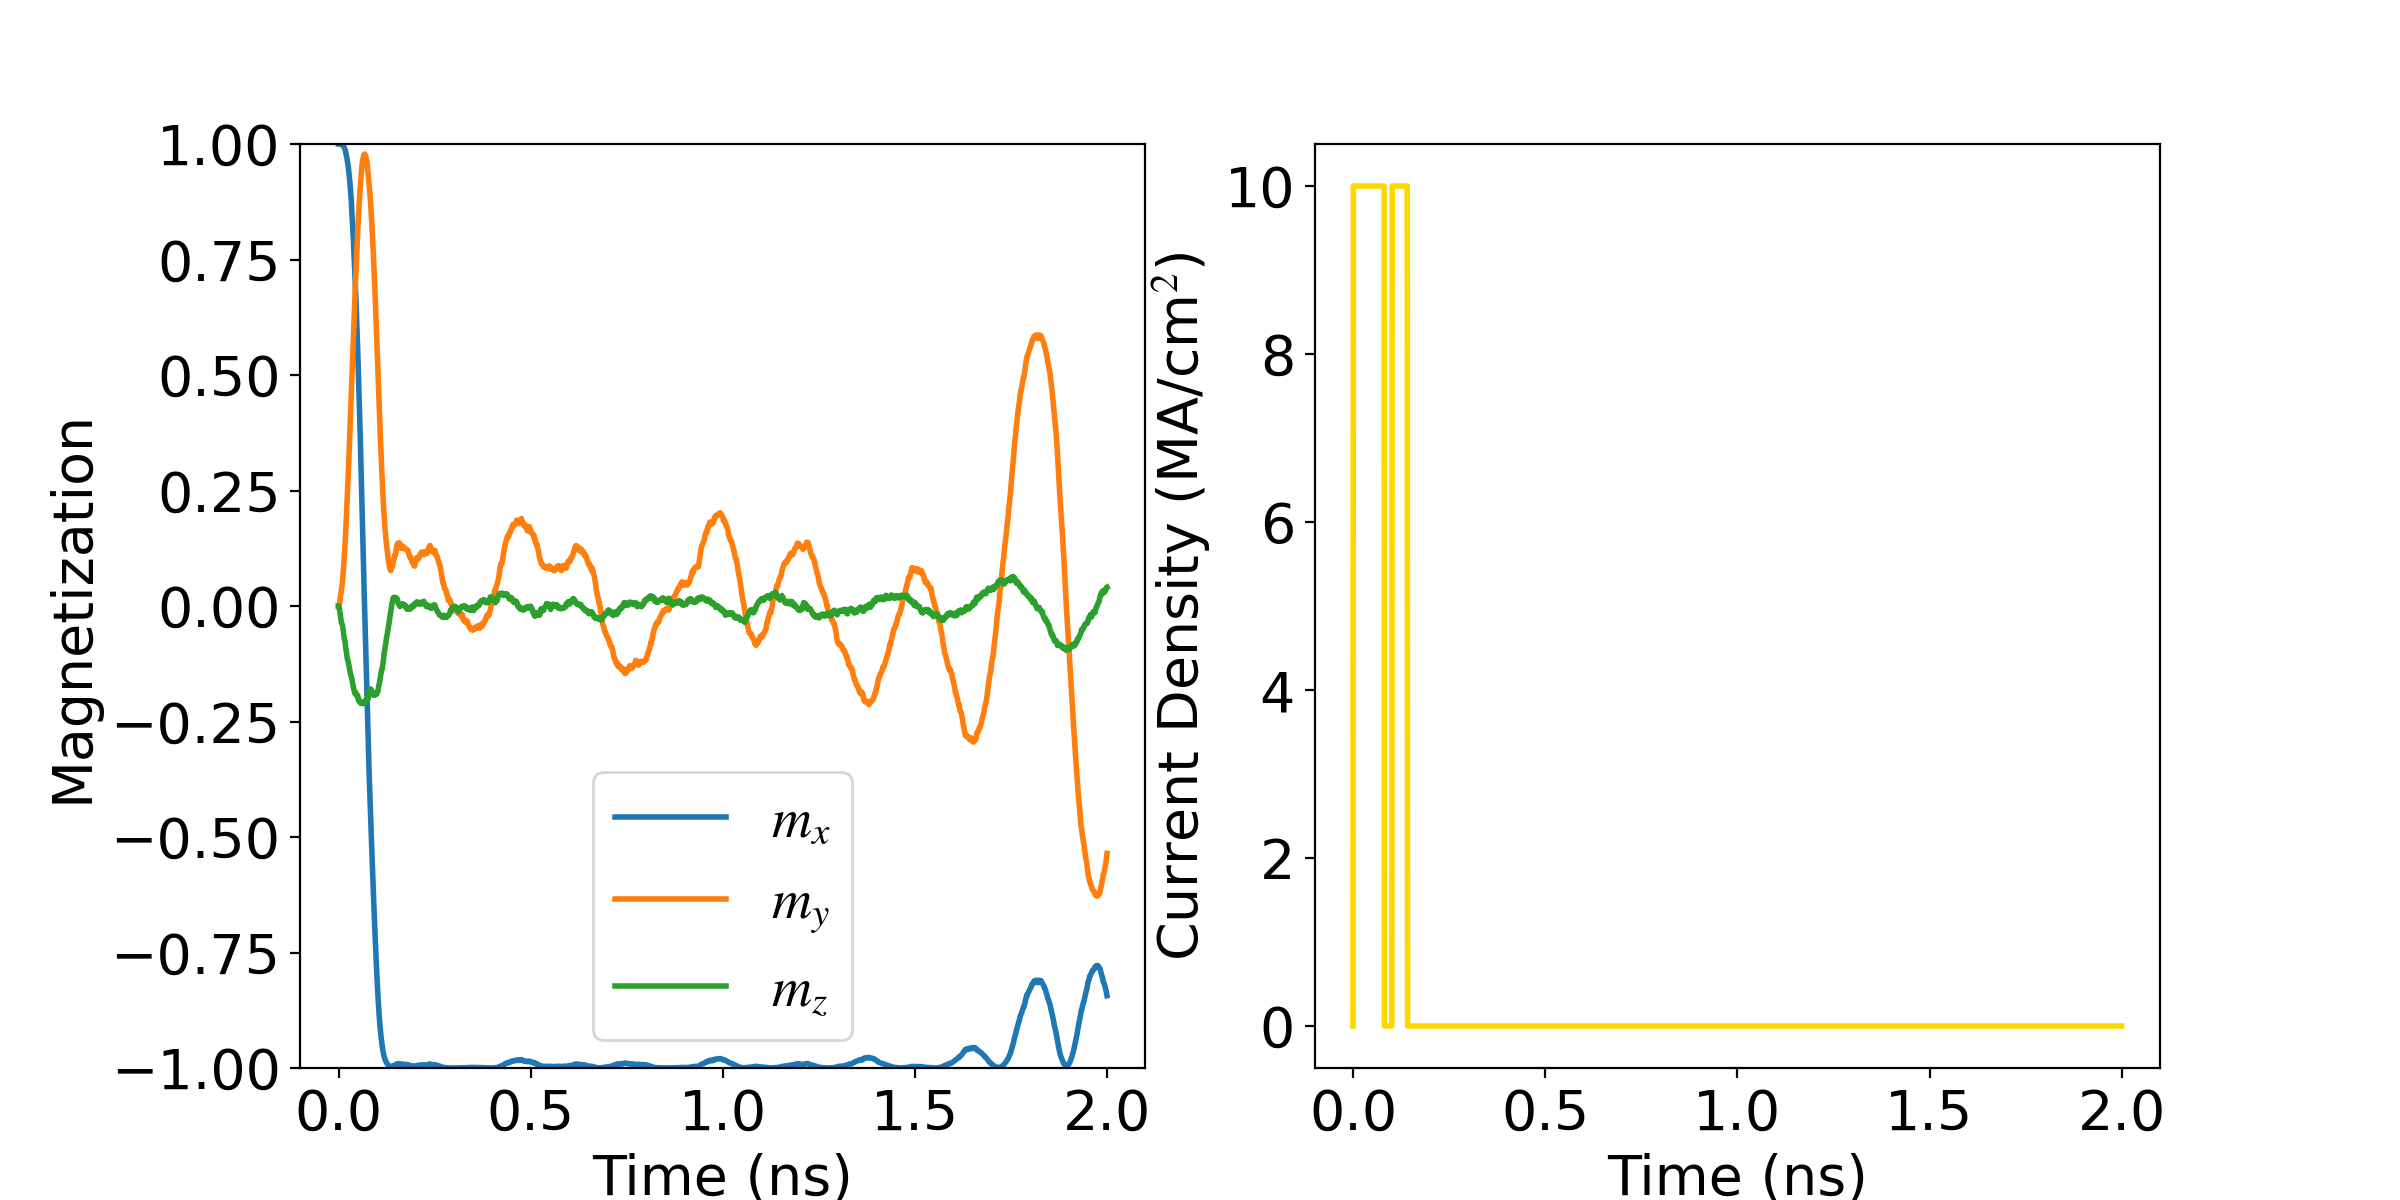 1.00
0.75
0.50
0.25
0.00
−0.25
−0.50
−0.75
−1.00
Magnetization
0.0 0.5 1.0 1.5 2.0
Time (ns)
m_x
m_y
m_z
10
8
6
4
2
0
Current Density (MA/cm²)
0.0 0.5 1.0 1.5 2.0
Time (ns)